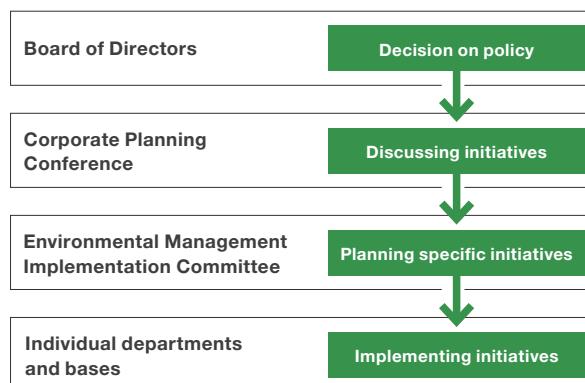 Board of Directors
Decision on policy
Corporate Planning
Conference
Discussing initiatives
Environmental Management
Implementation Committee
Planning specific initiatives
Individual departments
and bases
Implementing initiatives